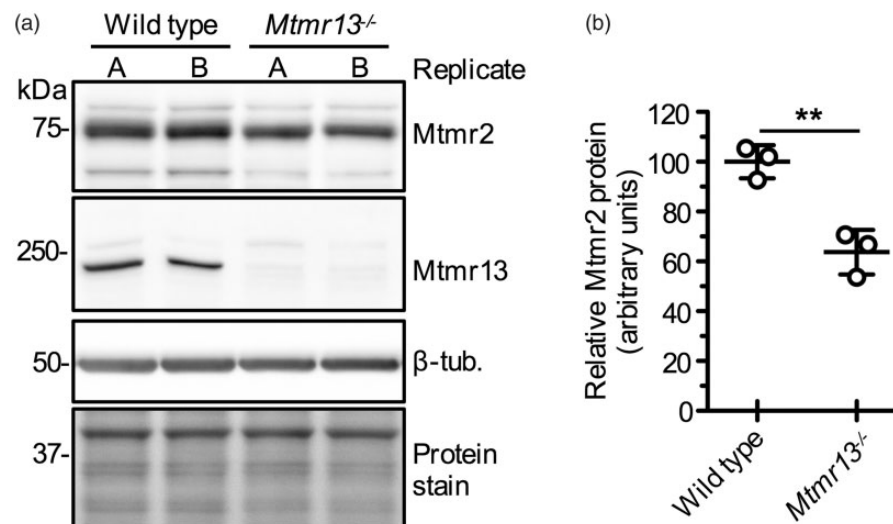 (a)
Wild type Mtmr13-/-
A B A B Replicate
kDa
75- Mtmr2
250- Mtmr13
50- β-tub.
37- Protein
stain
(b)
Relative Mtmr2 protein
(arbitrary units)
120
100
80
60
40
20
0
**
Wild type
Mtmr13-/-